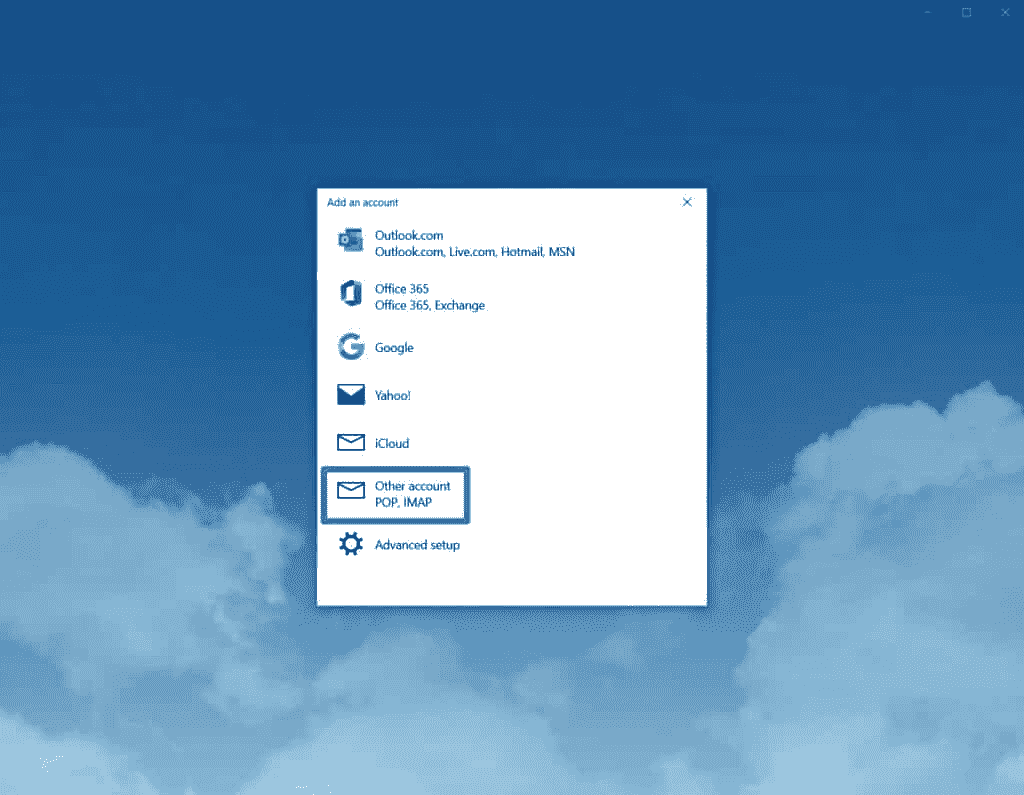 Add an account
Outlook.com
Outlook.com, Live.com, Hotmail, MSN
Office 365
Office 365, Exchange
Google
Yahoo!
iCloud
Other account
POP, IMAP
Advanced setup